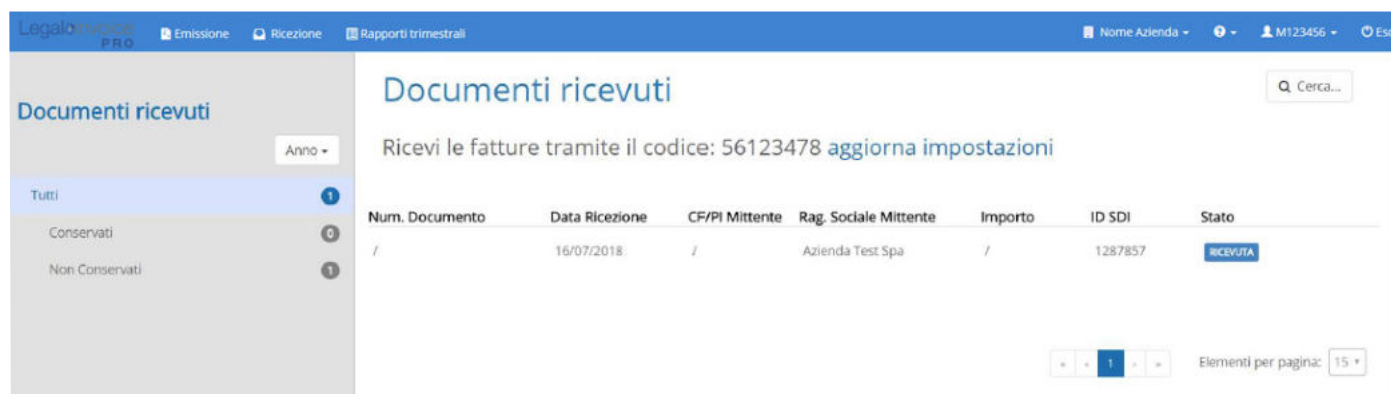 Legalinvoice PRO Emissione Ricezione Rapporti trimestrali Nome Azienda M123456 Esc
Documenti ricevuti
Anno
Tutti 1
Conservati 0
Non Conservati 1
Documenti ricevuti
Cerca...
Ricevi le fatture tramite il codice: 56123478 aggiorna impostazioni
Num. Documento Data Ricezione CF/PI Mittente Rag. Sociale Mittente Importo ID SDI Stato
/ 16/07/2018 / Azienda Test Spa / 1287857 RICEVUTA
« ‹ 1 › » Elementi per pagina: 15